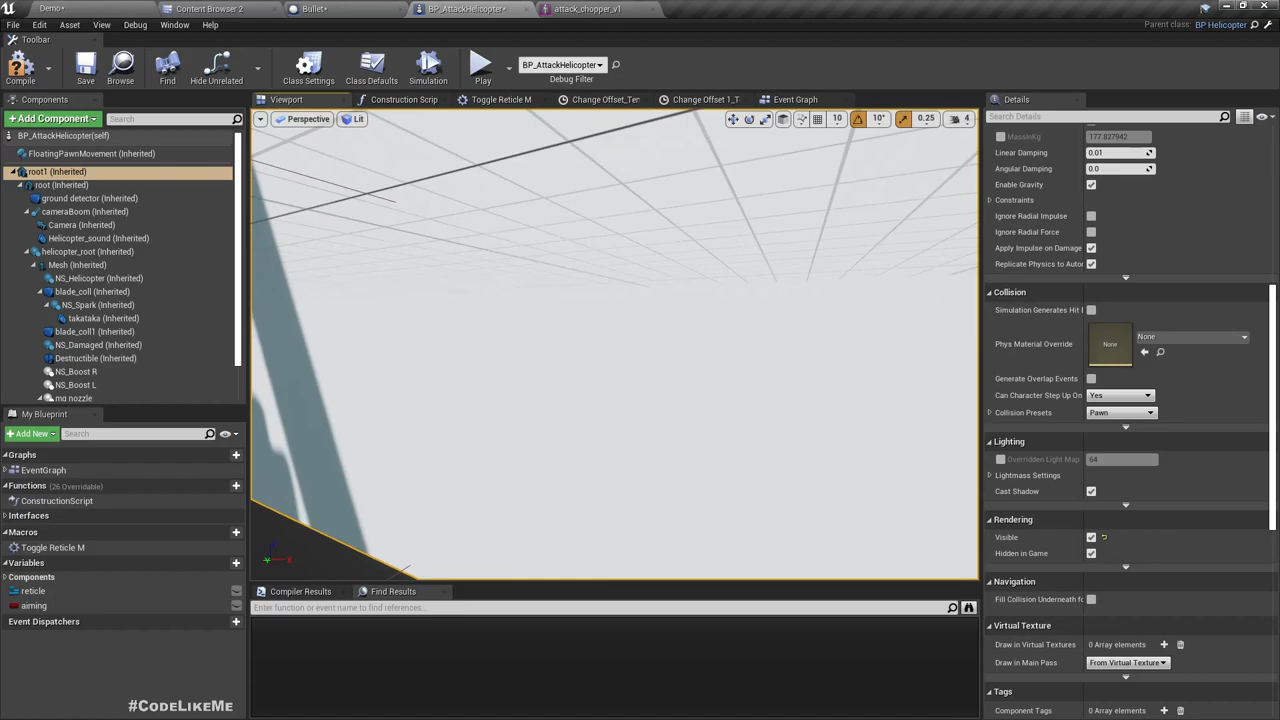 Demo*
Content Browser 2
Bullet*
BP_AttackHelicopter*
attack_chopper_v1
File Edit Asset View Debug Window Help
Parent class: BP Helicopter
Toolbar
Compile
Save
Browse
Find
Hide Unrelated
Class Settings
Class Defaults
Simulation
Play
BP_AttackHelicopter
Debug Filter
Components
Viewport
Construction Scrip
Toggle Reticle M
Change Offset_Ter
Change Offset 1_T
Event Graph
Details
+ Add Component
Search
Perspective
Lit
10
10°
0.25
4
Search Details
BP_AttackHelicopter(self)
FloatingPawnMovement (Inherited)
root1 (Inherited)
root (Inherited)
ground detector (Inherited)
cameraBoom (Inherited)
Camera (Inherited)
Helicopter_sound (Inherited)
helicopter_root (Inherited)
Mesh (Inherited)
NS_Helicopter (Inherited)
blade_coll (Inherited)
NS_Spark (Inherited)
takataka (Inherited)
blade_coll1 (Inherited)
NS_Damaged (Inherited)
Destructible (Inherited)
NS_Boost R
NS_Boost L
mg nozzle
MassInKg 177.827942
Linear Damping 0.01
Angular Damping 0.0
Enable Gravity
Constraints
Ignore Radial Impulse
Ignore Radial Force
Apply Impulse on Damage
Replicate Physics to Autor
Collision
Simulation Generates Hit
Phys Material Override None None
Generate Overlap Events
Can Character Step Up On Yes
Collision Presets Pawn
Lighting
Overridden Light Map 64
Lightmass Settings
Cast Shadow
Rendering
Visible
Hidden in Game
Navigation
Fill Collision Underneath fo
Virtual Texture
Draw in Virtual Textures 0 Array elements
Draw in Main Pass From Virtual Texture
Tags
Component Tags 0 Array elements
My Blueprint
+ Add New
Search
Graphs
EventGraph
Functions (26 Overridable)
ConstructionScript
Interfaces
Macros
Toggle Reticle M
Variables
Components
reticle
aiming
Event Dispatchers
Compiler Results
Find Results
Enter function or event name to find references...
#CodeLikeMe